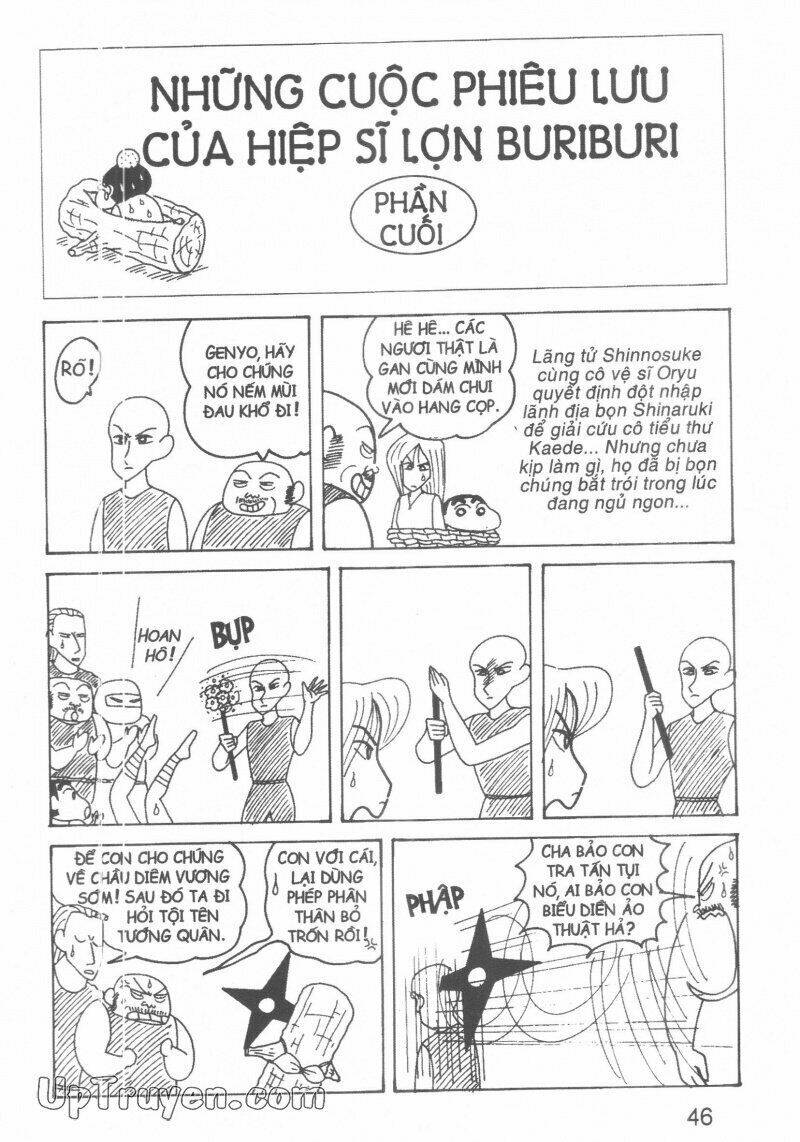 NHỮNG CUỘC PHIÊU LƯU
CỦA HIỆP SĨ LỢN BURIBURI
PHẦN
CUỐI
Lãng tử Shinnosuke
cùng cô vệ sĩ Oryu
quyết định đột nhập
lãnh địa bọn Shinaruki
để giải cứu cô tiểu thư
Kaede... Nhưng chưa
kịp làm gì, họ đã bị bọn
chúng bắt trói trong lúc
đang ngủ ngon...
HÊ HÊ... CÁC
NGƯƠI THẬT LÀ
GAN CÙNG MÌNH
MỚI DÁM CHUI
VÀO HANG CỌP.
GENYO, HÃY
CHO CHÚNG
NÓ NẾM MÙI
ĐAU KHỔ ĐI!
RÕ!
BỤP
HOAN
HÔ!
CHA BẢO CON
TRA TẤN TỤI
NÓ, AI BẢO CON
BIỂU DIỄN ẢO
THUẬT HẢ?
PHẬP
CON VỚI CÁI,
LẠI DÙNG
PHÉP PHÂN
THÂN BỎ
TRỐN RỒI!
ĐỂ CON CHO CHÚNG
VỀ CHẦU DIÊM VƯƠNG
SỚM! SAU ĐÓ TA ĐI
HỎI TỘI TÊN
TƯỚNG QUÂN.
UpTruyen.com
46